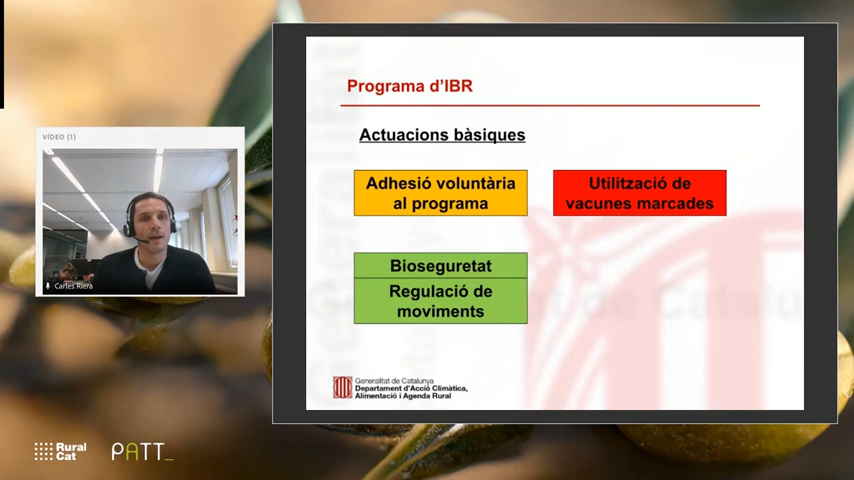 VÍDEO (1)
Carles Riera
Programa d'IBR
Actuacions bàsiques
Adhesió voluntària
al programa
Utilització de
vacunes marcades
Bioseguretat
Regulació de
moviments
Generalitat de Catalunya
Departament d'Acció Climàtica,
Alimentació i Agenda Rural
Rural
Cat
PATT_